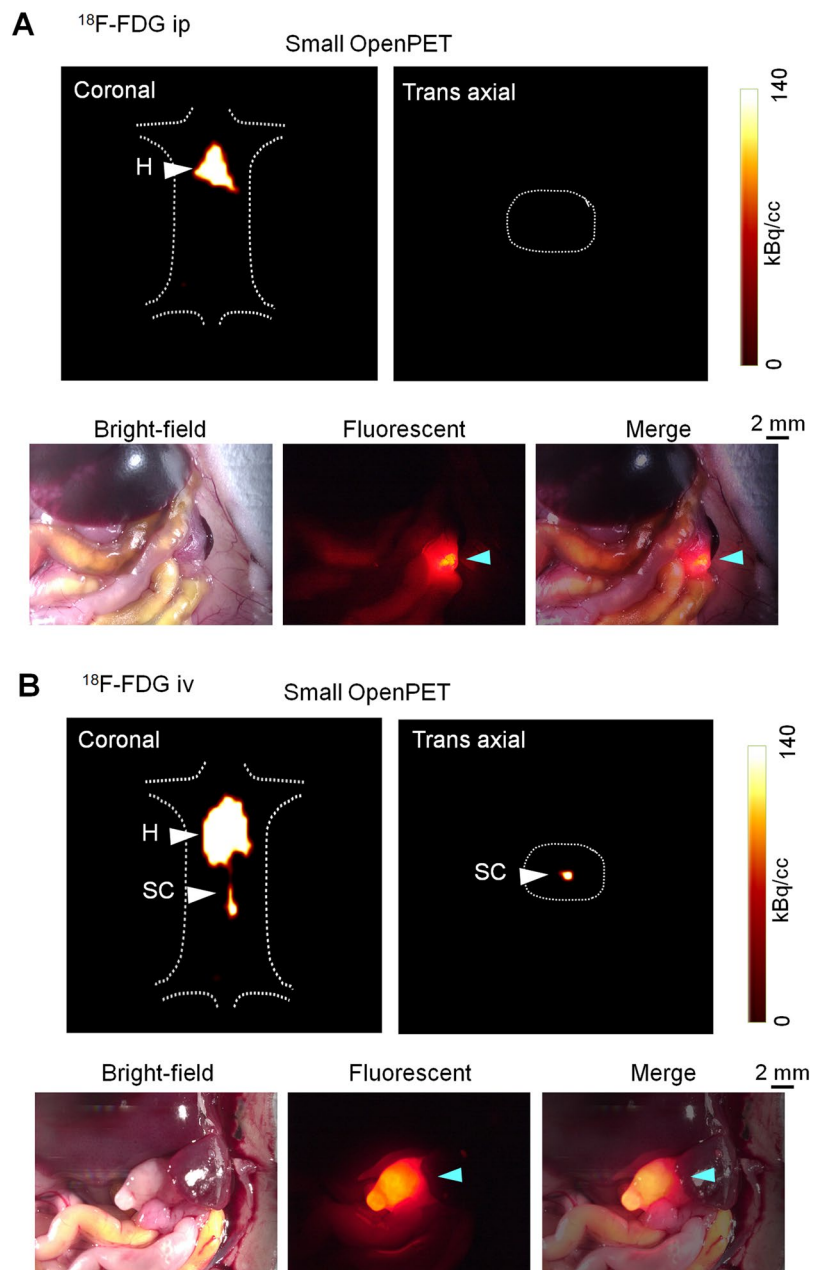 A
¹⁸F-FDG ip
Small OpenPET
Coronal
Trans axial
H
140
kBq/cc
0
Bright-field
Fluorescent
Merge
2 mm
B
¹⁸F-FDG iv
Small OpenPET
Coronal
Trans axial
H
SC
SC
140
kBq/cc
0
Bright-field
Fluorescent
Merge
2 mm